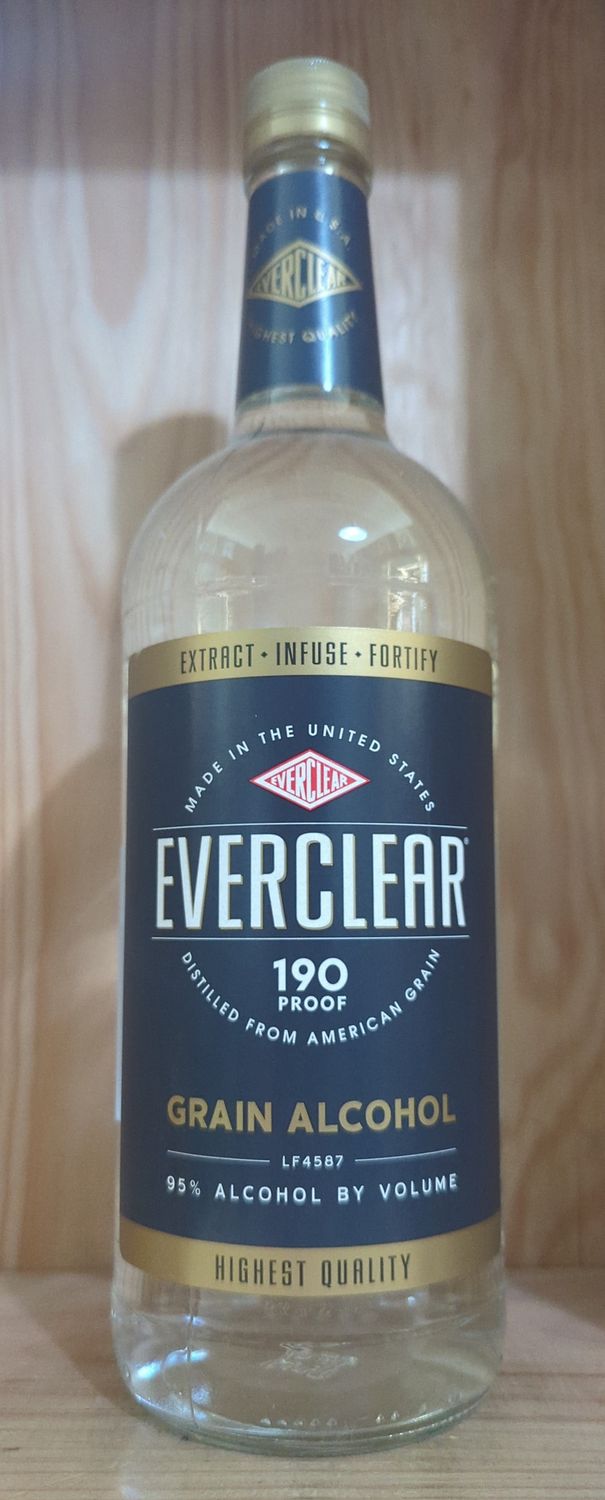 MADE IN U.S.A.
EVERCLEAR
HIGHEST QUALITY
EXTRACT • INFUSE • FORTIFY
MADE IN THE UNITED STATES
EVERCLEAR
EVERCLEAR®
190
PROOF
DISTILLED FROM AMERICAN GRAIN
GRAIN ALCOHOL
LF4587
95% ALCOHOL BY VOLUME
HIGHEST QUALITY